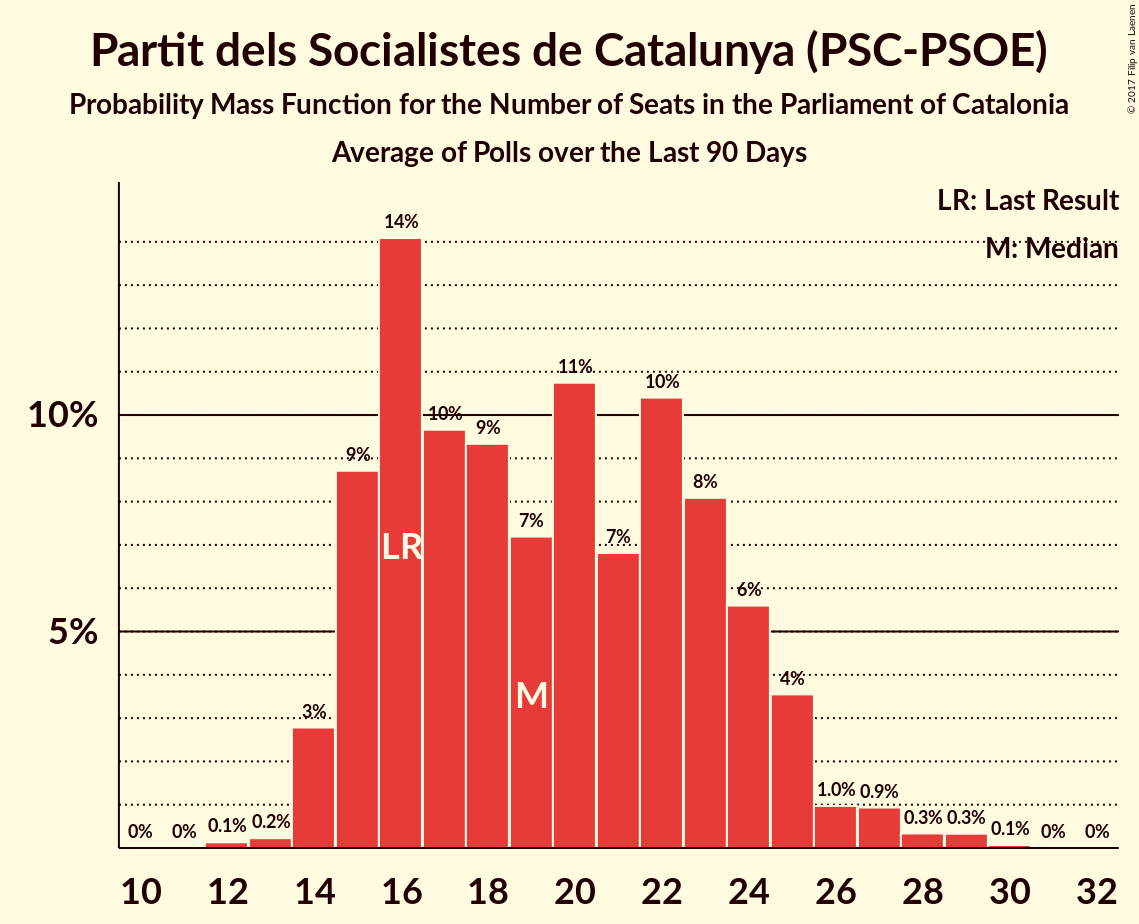 Partit dels Socialistes de Catalunya (PSC-PSOE)
Probability Mass Function for the Number of Seats in the Parliament of Catalonia
Average of Polls over the Last 90 Days
© 2017 Filip van Laenen
LR: Last Result
M: Median
10%
5%
0%
0%
0.1%
0.2%
3%
9%
14%
10%
9%
7%
11%
7%
10%
8%
6%
4%
1.0%
0.9%
0.3%
0.3%
0.1%
0%
0%
LR
M
10 12 14 16 18 20 22 24 26 28 30 32